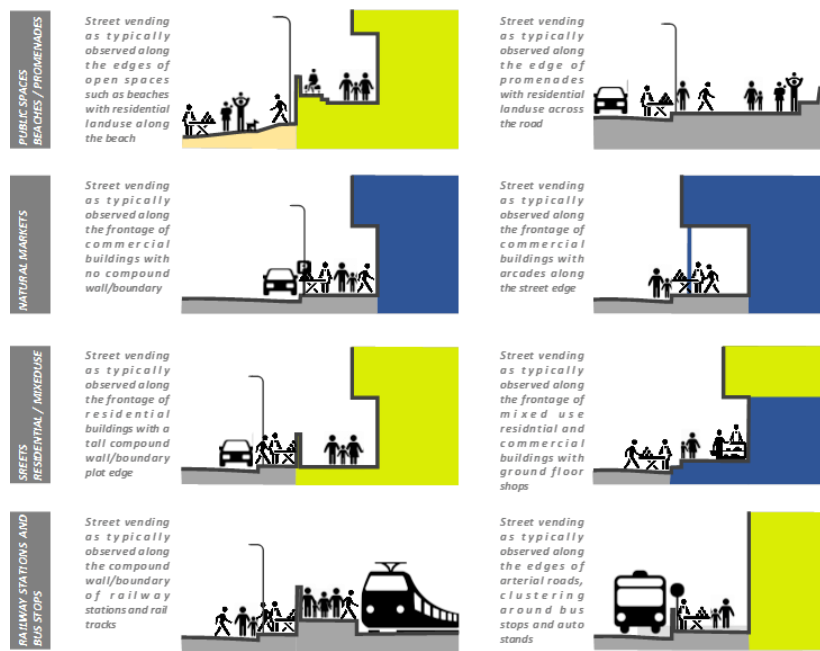 PUBLIC SPACES
BEACHES / PROMENADES
Street vending
as typically
observed along
the edges of
open spaces
such as beaches
with residential
landuse along
the beach
Street vending
as typically
observed along
the edge of
promenades
with residential
landuse across
the road
NATURAL MARKETS
Street vending
as typically
observed along
the frontage of
commercial
buildings with
no compound
wall/boundary
P
Street vending
as typically
observed along
the frontage of
commercial
buildings with
arcades along
the street edge
SREETS
RESIDENTIAL / MIXEDUSE
Street vending
as typically
observed along
the frontage of
residential
buildings with a
tall compound
wall/boundary
plot edge
Street vending
as typically
observed along
the frontage of
mixed use
residntial and
commercial
buildings with
ground floor
shops
RAILWAY STATIONS AND
BUS STOPS
Street vending
as typically
observed along
the compound
wall/boundary
of railway
stations and rail
tracks
Street vending
as typically
observed along
the edges of
arterial roads,
clustering
around bus
stops and auto
stands